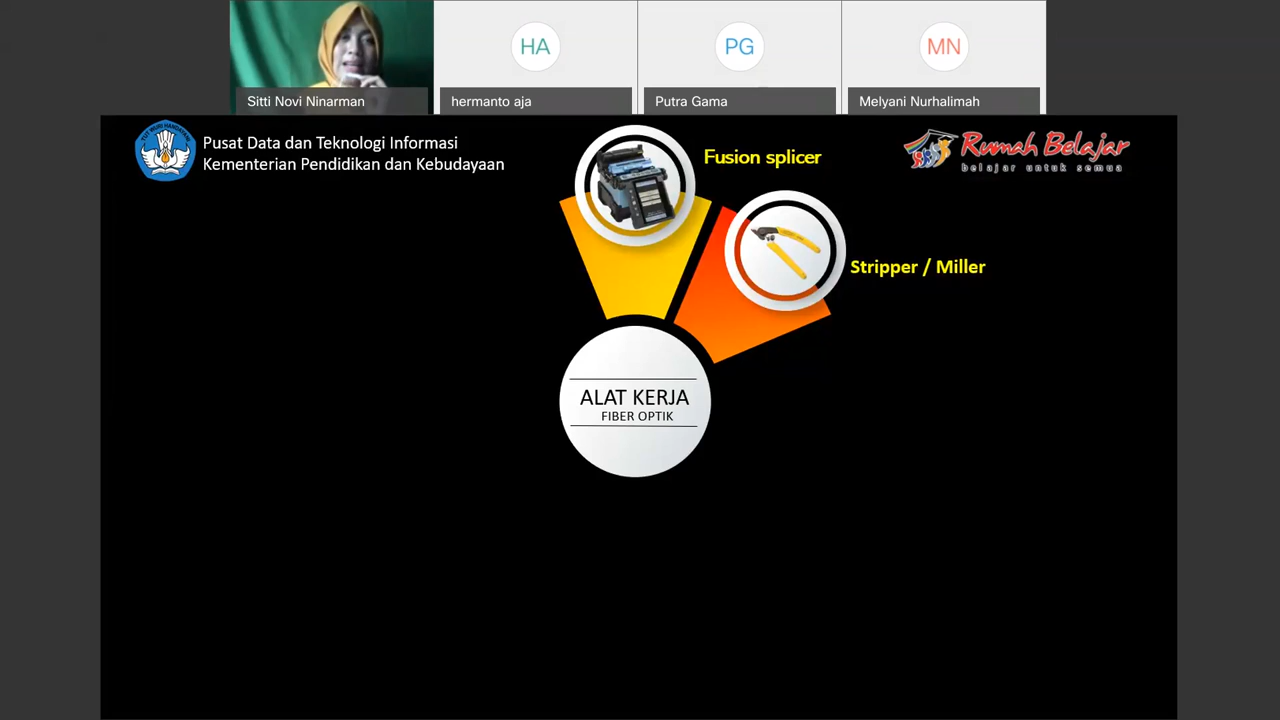 HA
PG
MN
Sitti Novi Ninarman
hermanto aja
Putra Gama
Melyani Nurhalimah
Pusat Data dan Teknologi Informasi
Kementerian Pendidikan dan Kebudayaan
Fusion splicer
Rumah Belajar
belajar untuk semua
Stripper / Miller
ALAT KERJA
FIBER OPTIK